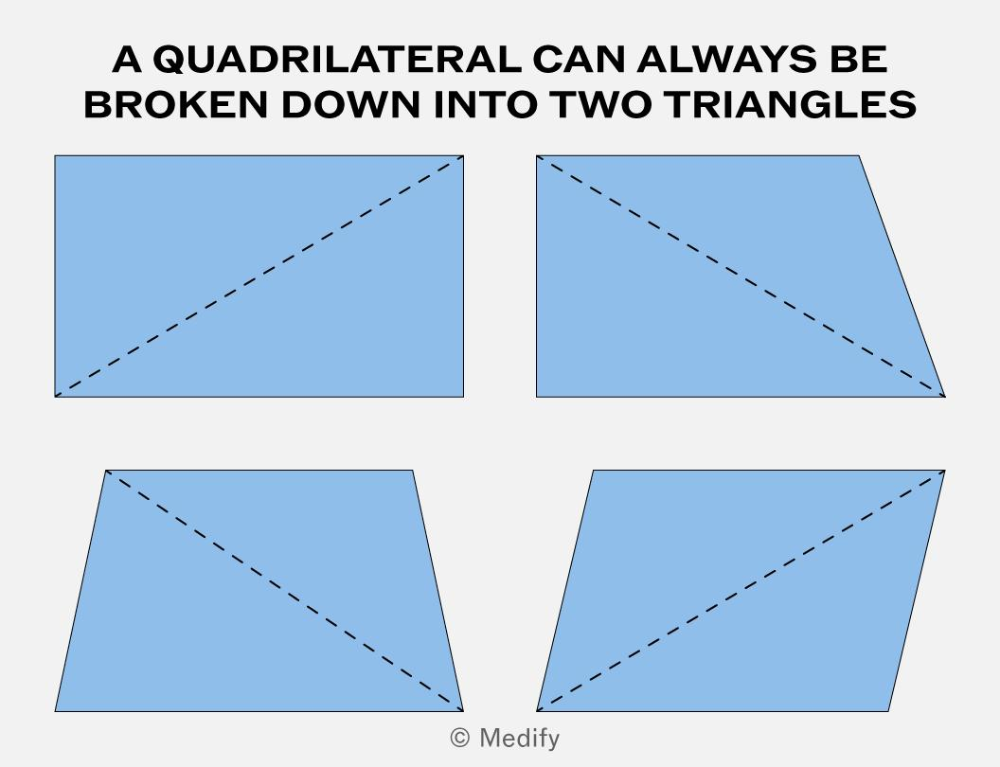 A QUADRILATERAL CAN ALWAYS BE
BROKEN DOWN INTO TWO TRIANGLES
© Medify